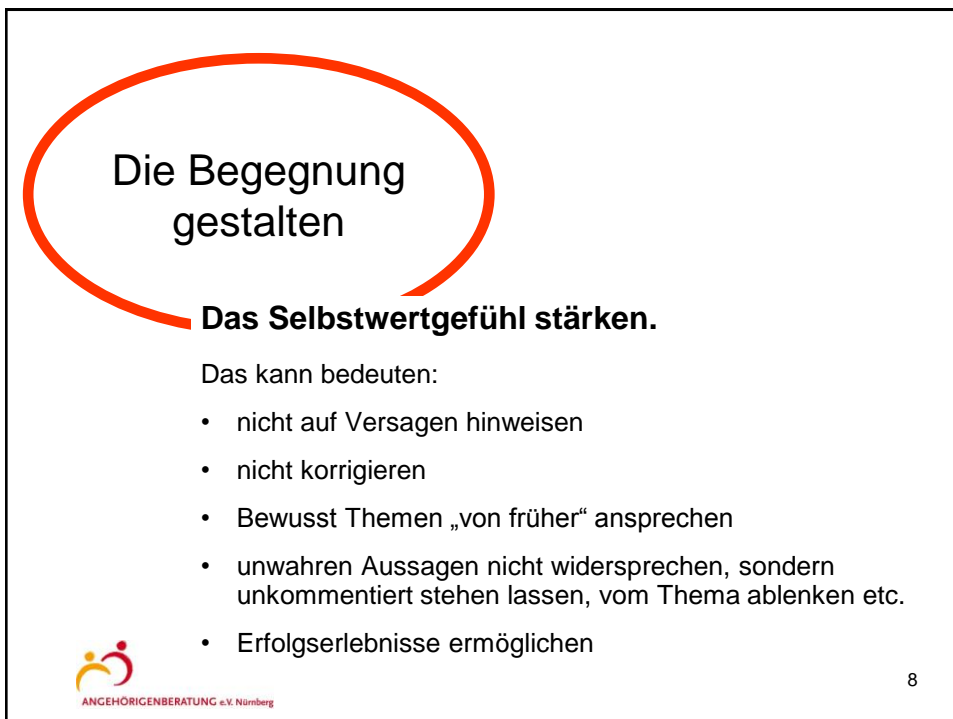 Die Begegnung
gestalten
Das Selbstwertgefühl stärken.
Das kann bedeuten:
• nicht auf Versagen hinweisen
• nicht korrigieren
• Bewusst Themen „von früher“ ansprechen
• unwahren Aussagen nicht widersprechen, sondern
unkommentiert stehen lassen, vom Thema ablenken etc.
• Erfolgserlebnisse ermöglichen
ANGEHÖRIGENBERATUNG e.V. Nürnberg
8